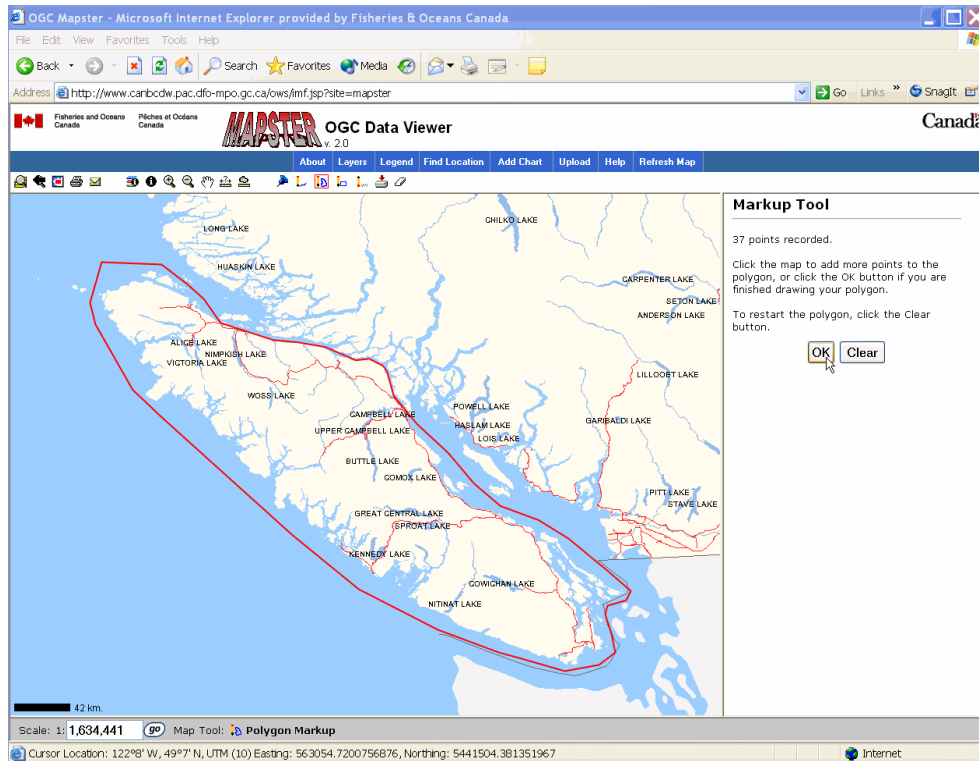 OGC Mapster - Microsoft Internet Explorer provided by Fisheries & Oceans Canada
File Edit View Favorites Tools Help
Back Search Favorites Media
Address http://www.canbcdw.pac.dfo-mpo.gc.ca/ows/imf.jsp?site=mapster Go Links » SnagIt
Fisheries and Oceans Canada
Pêches et Océans Canada
MAPSTER OGC Data Viewer
v. 2.0
Canada
About Layers Legend Find Location Add Chart Upload Help Refresh Map
Markup Tool
37 points recorded.
Click the map to add more points to the
polygon, or click the OK button if you are
finished drawing your polygon.
To restart the polygon, click the Clear
button.
OK Clear
CHILKO LAKE
LONG LAKE
HUASKIN LAKE
CARPENTER LAKE
SETON LAKE
ANDERSON LAKE
ALICE LAKE
NIMPKISH LAKE
VICTORIA LAKE
LILLOOET LAKE
WOSS LAKE
POWELL LAKE
CAMPBELL LAKE
GARIBALDI LAKE
HASLAM LAKE
UPPER CAMPBELL LAKE
LOIS LAKE
BUTTLE LAKE
COMOX LAKE
PITT LAKE
STAVE LAKE
GREAT CENTRAL LAKE
SPROAT LAKE
KENNEDY LAKE
COWICHAN LAKE
NITINAT LAKE
42 km.
Scale: 1: 1,634,441 go Map Tool: Polygon Markup
Cursor Location: 122°8' W, 49°7' N, UTM (10) Easting: 563054.7200756876, Northing: 5441504.381351967
Internet